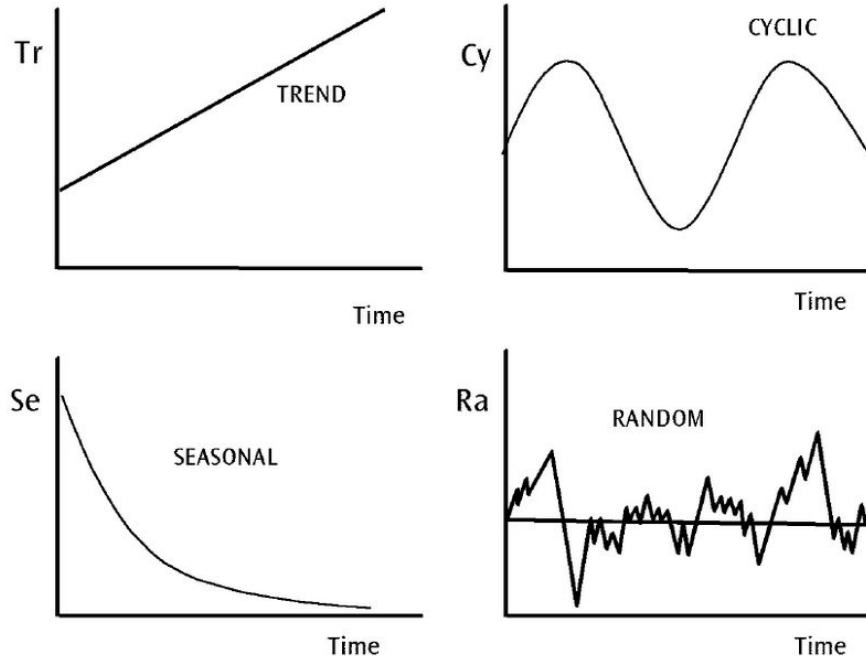 Tr
TREND
Time
Cy
CYCLIC
Time
Se
SEASONAL
Time
Ra
RANDOM
Time